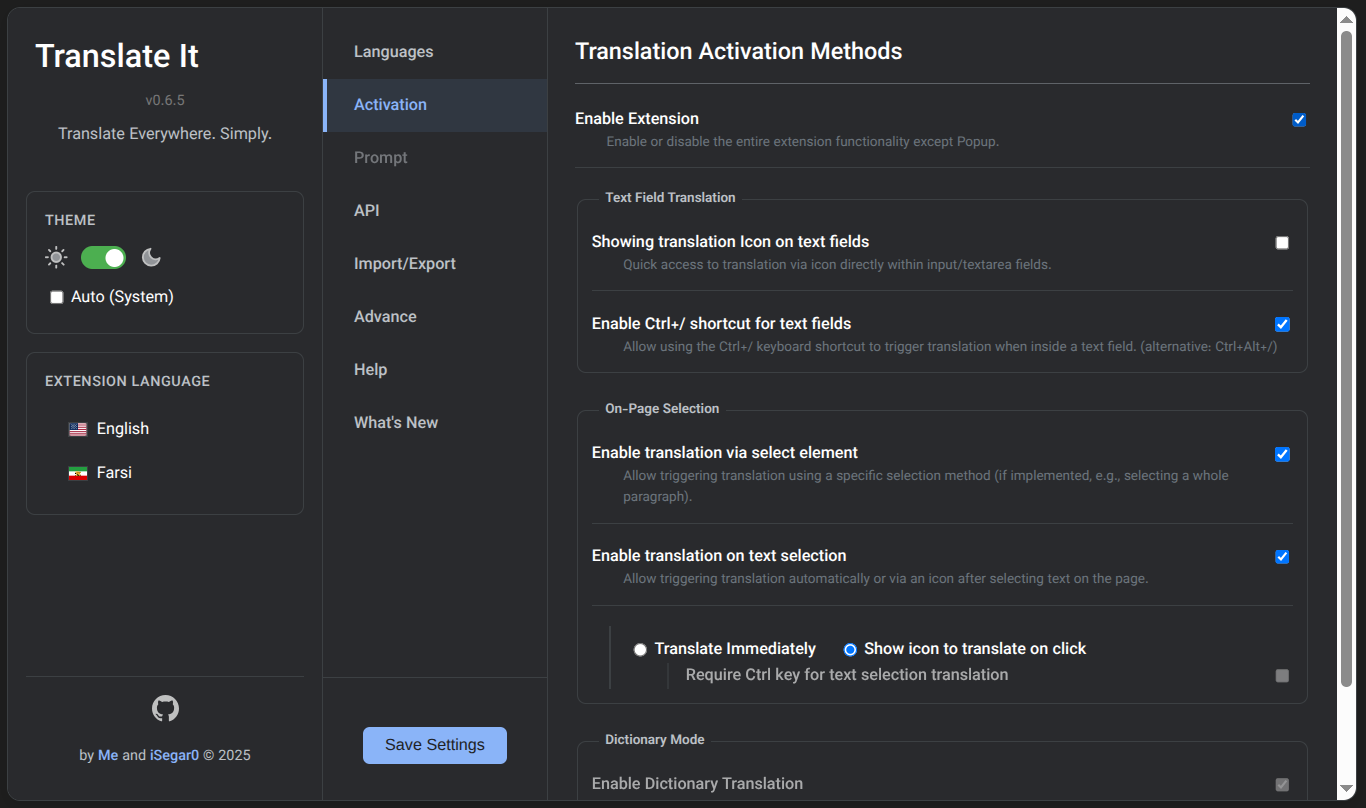 Translate It
v0.6.5
Translate Everywhere. Simply.
THEME
Auto (System)
EXTENSION LANGUAGE
English
Farsi
by Me and iSegar0 © 2025
Languages
Activation
Prompt
API
Import/Export
Advance
Help
What's New
Save Settings
Translation Activation Methods
Enable Extension
Enable or disable the entire extension functionality except Popup.
Text Field Translation
Showing translation Icon on text fields
Quick access to translation via icon directly within input/textarea fields.
Enable Ctrl+/ shortcut for text fields
Allow using the Ctrl+/ keyboard shortcut to trigger translation when inside a text field. (alternative: Ctrl+Alt+/)
On-Page Selection
Enable translation via select element
Allow triggering translation using a specific selection method (if implemented, e.g., selecting a whole
paragraph).
Enable translation on text selection
Allow triggering translation automatically or via an icon after selecting text on the page.
Translate Immediately Show icon to translate on click
Require Ctrl key for text selection translation
Dictionary Mode
Enable Dictionary Translation